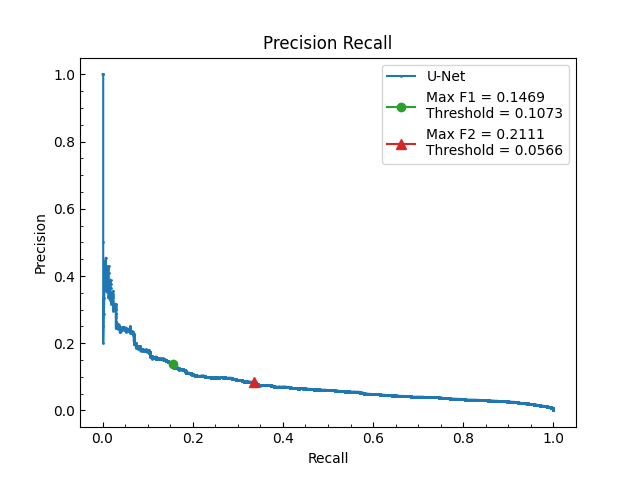 Precision Recall
1.0
0.8
0.6
0.4
0.2
0.0
Precision
0.0
0.2
0.4
0.6
0.8
1.0
Recall
U-Net
Max F1 = 0.1469
Threshold = 0.1073
Max F2 = 0.2111
Threshold = 0.0566